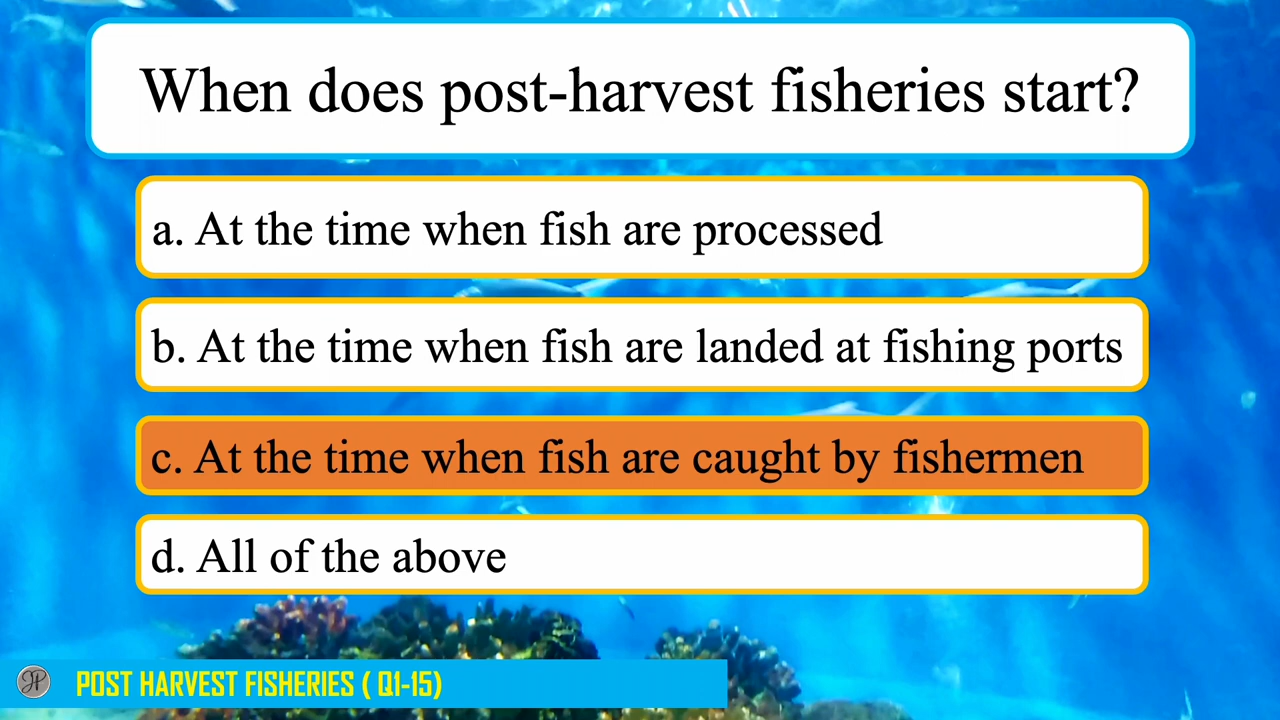 When does post-harvest fisheries start?
a. At the time when fish are processed
b. At the time when fish are landed at fishing ports
c. At the time when fish are caught by fishermen
d. All of the above
POST HARVEST FISHERIES ( Q1-15)